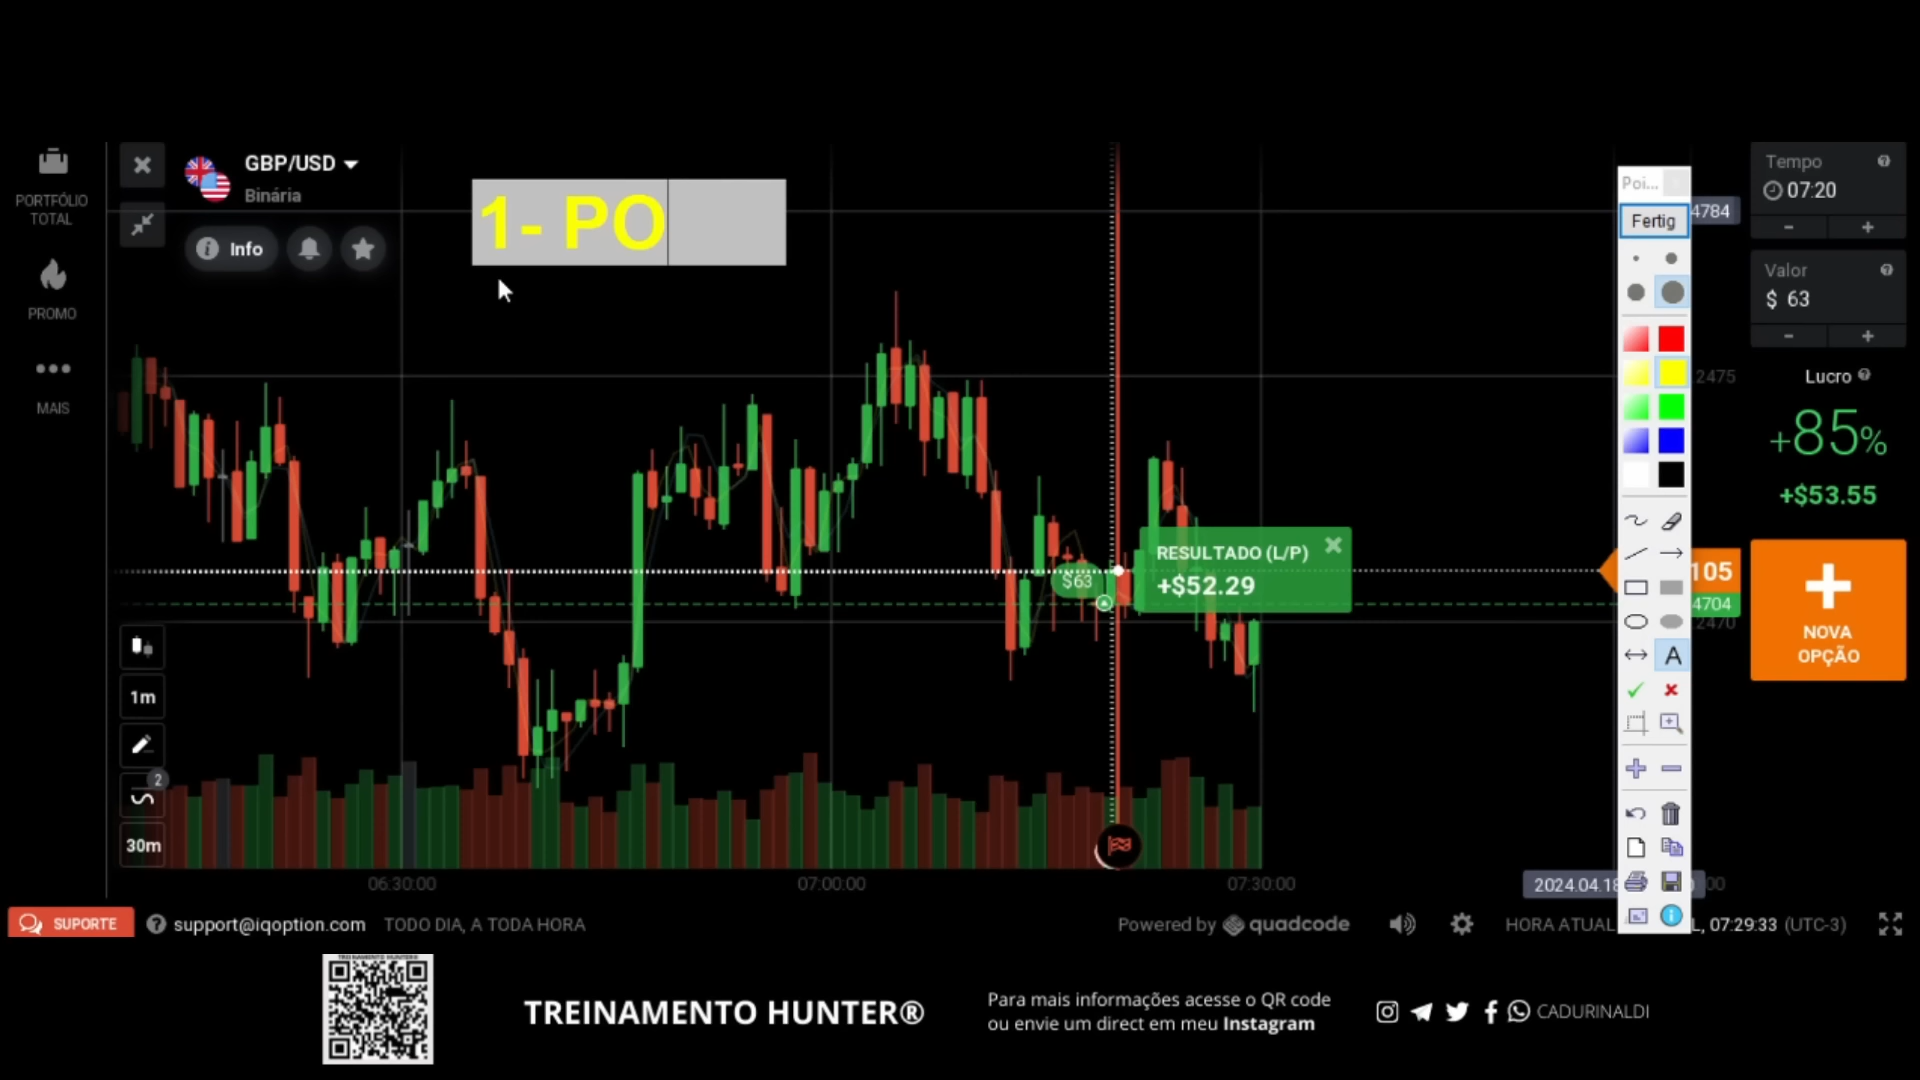 PORTFÓLIO
TOTAL
PROMO
MAIS
GBP/USD
Binária
Info
1- PO
1m
2
30m
RESULTADO (L/P)
+$52.29
$63
06:30:00
07:00:00
07:30:00
2024.04.18
00
Poi...
Fertig
A
4784
2475
105
4704
2470
Tempo
07:20
Valor
$ 63
Lucro
+85%
+$53.55
NOVA
OPÇÃO
SUPORTE
support@iqoption.com
TODO DIA, A TODA HORA
Powered by quadcode
HORA ATUAL
L, 07:29:33 (UTC-3)
TREINAMENTO HUNTER®
TREINAMENTO HUNTER®
Para mais informações acesse o QR code
ou envie um direct em meu Instagram
CADURINALDI